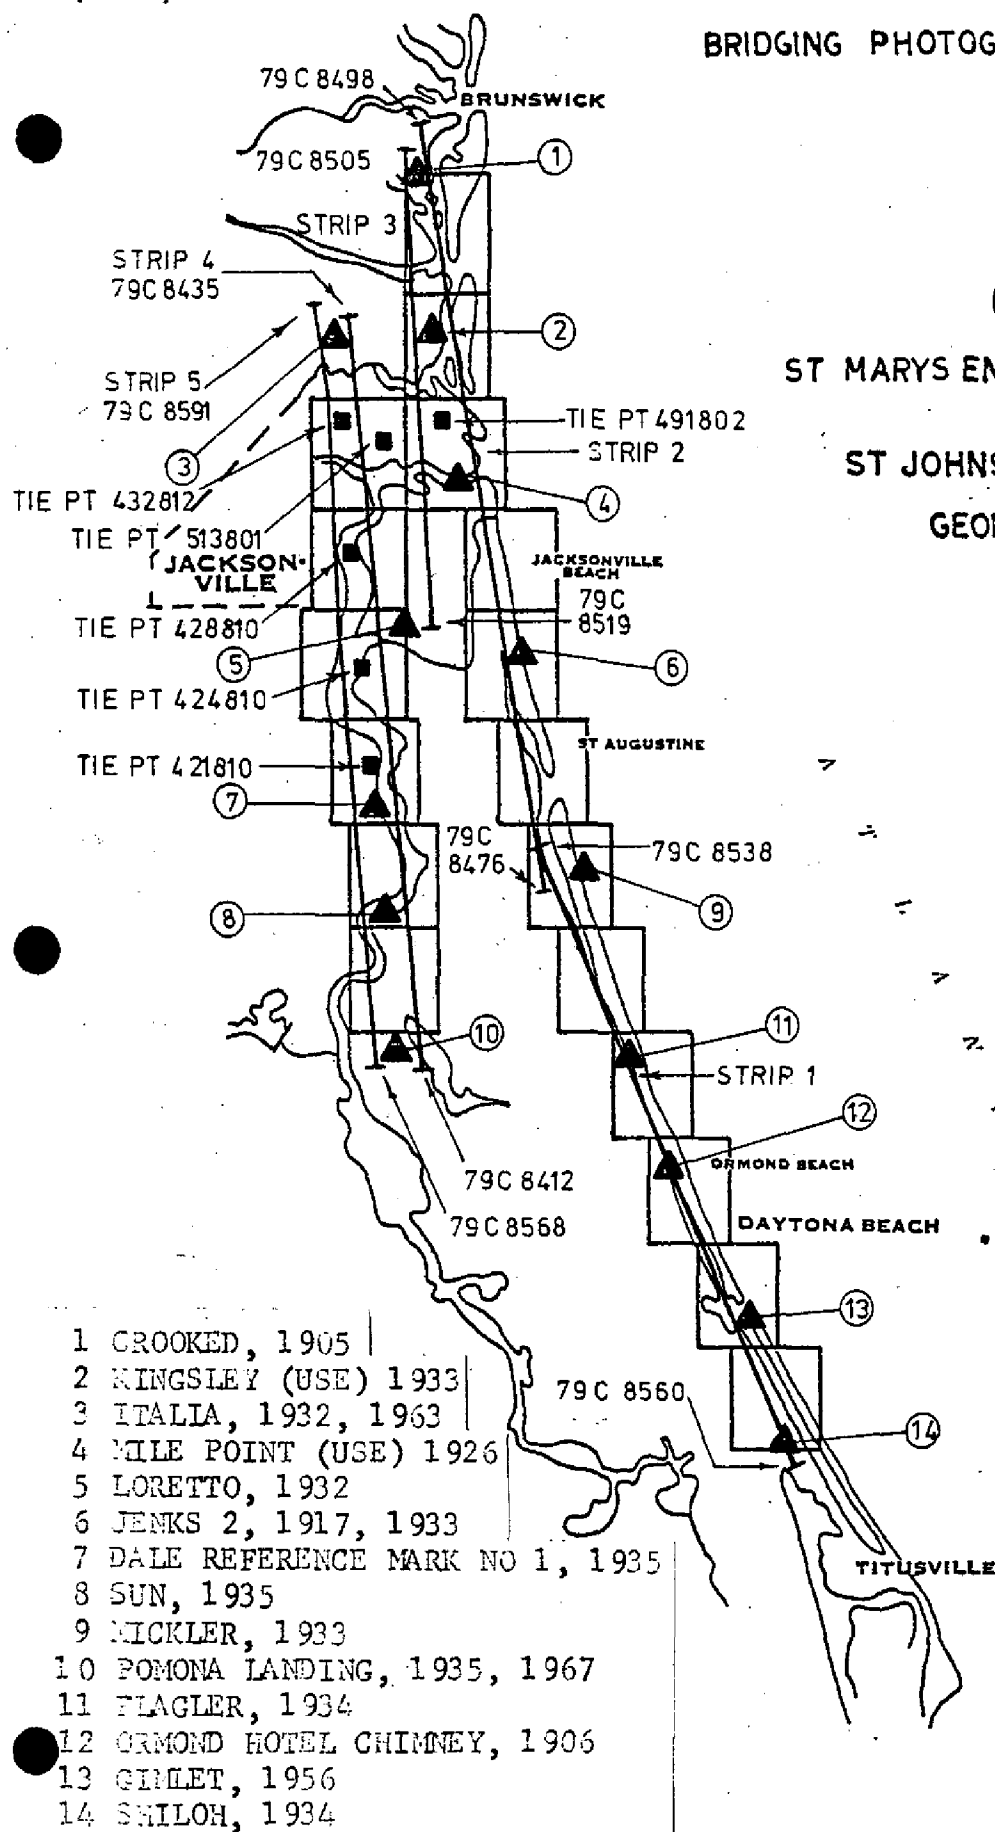 BRIDGING PHOTOG
79C 8498
BRUNSWICK
79C 8505
1
STRIP 3
STRIP 4
79C 8435
2
ST MARYS EN
STRIP 5
79C 8591
TIE PT 491802
STRIP 2
3
ST JOHNS
TIE PT 432812
4
GEO
TIE PT 513801
JACKSON-
VILLE
JACKSONVILLE
BEACH
79C
8519
TIE PT 428810
5
6
TIE PT 424810
ST AUGUSTINE
TIE PT 421810
7
79C
8476
79C 8538
8
9
10
11
STRIP 1
12
ORMOND BEACH
79C 8412
79C 8568
DAYTONA BEACH
13
79C 8560
14
TITUSVILLE
1 CROOKED, 1905
2 KINGSLEY (USE) 1933
3 ITALIA, 1932, 1963
4 MILE POINT (USE) 1926
5 LORETTO, 1932
6 JENKS 2, 1917, 1933
7 DALE REFERENCE MARK NO 1, 1935
8 SUN, 1935
9 MICKLER, 1933
10 POMONA LANDING, 1935, 1967
11 FLAGLER, 1934
12 ORMOND HOTEL CHIMNEY, 1906
13 GIMLET, 1956
14 SHILOH, 1934